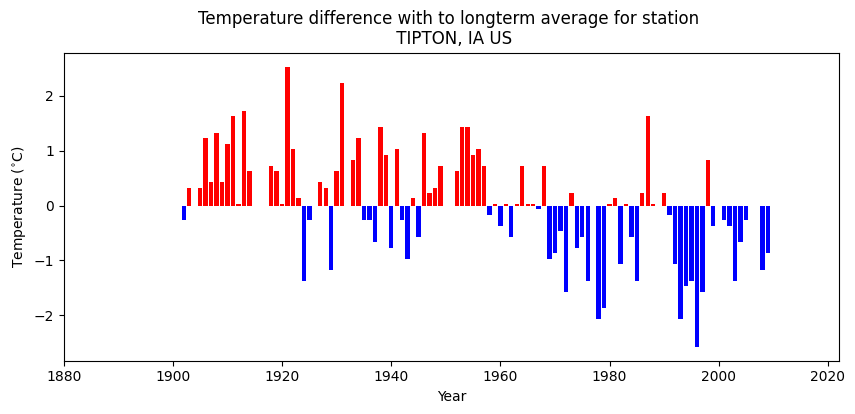 Temperature difference with to longterm average for station
TIPTON, IA US
Temperature (°C)
2
1
0
−1
−2
1880 1900 1920 1940 1960 1980 2000 2020
Year